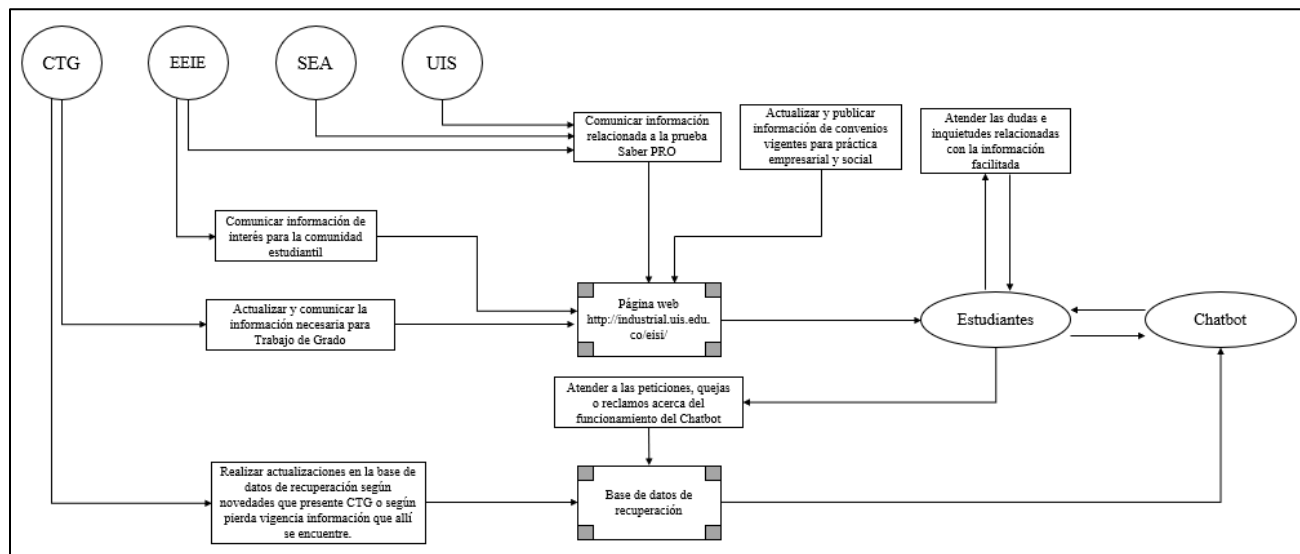 CTG
EEIE
SEA
UIS
Comunicar información
relacionada a la prueba
Saber PRO
Actualizar y publicar
información de convenios
vigentes para práctica
empresarial y social
Atender las dudas e
inquietudes relacionadas
con la información
facilitada
Comunicar información de
interés para la comunidad
estudiantil
Actualizar y comunicar la
información necesaria para
Trabajo de Grado
Página web
http://industrial.uis.edu.
co/eisi/
Estudiantes
Chatbot
Atender a las peticiones, quejas
o reclamos acerca del
funcionamiento del Chatbot
Realizar actualizaciones en la base de
datos de recuperación según
novedades que presente CTG o según
pierda vigencia información que allí
se encuentre.
Base de datos de
recuperación